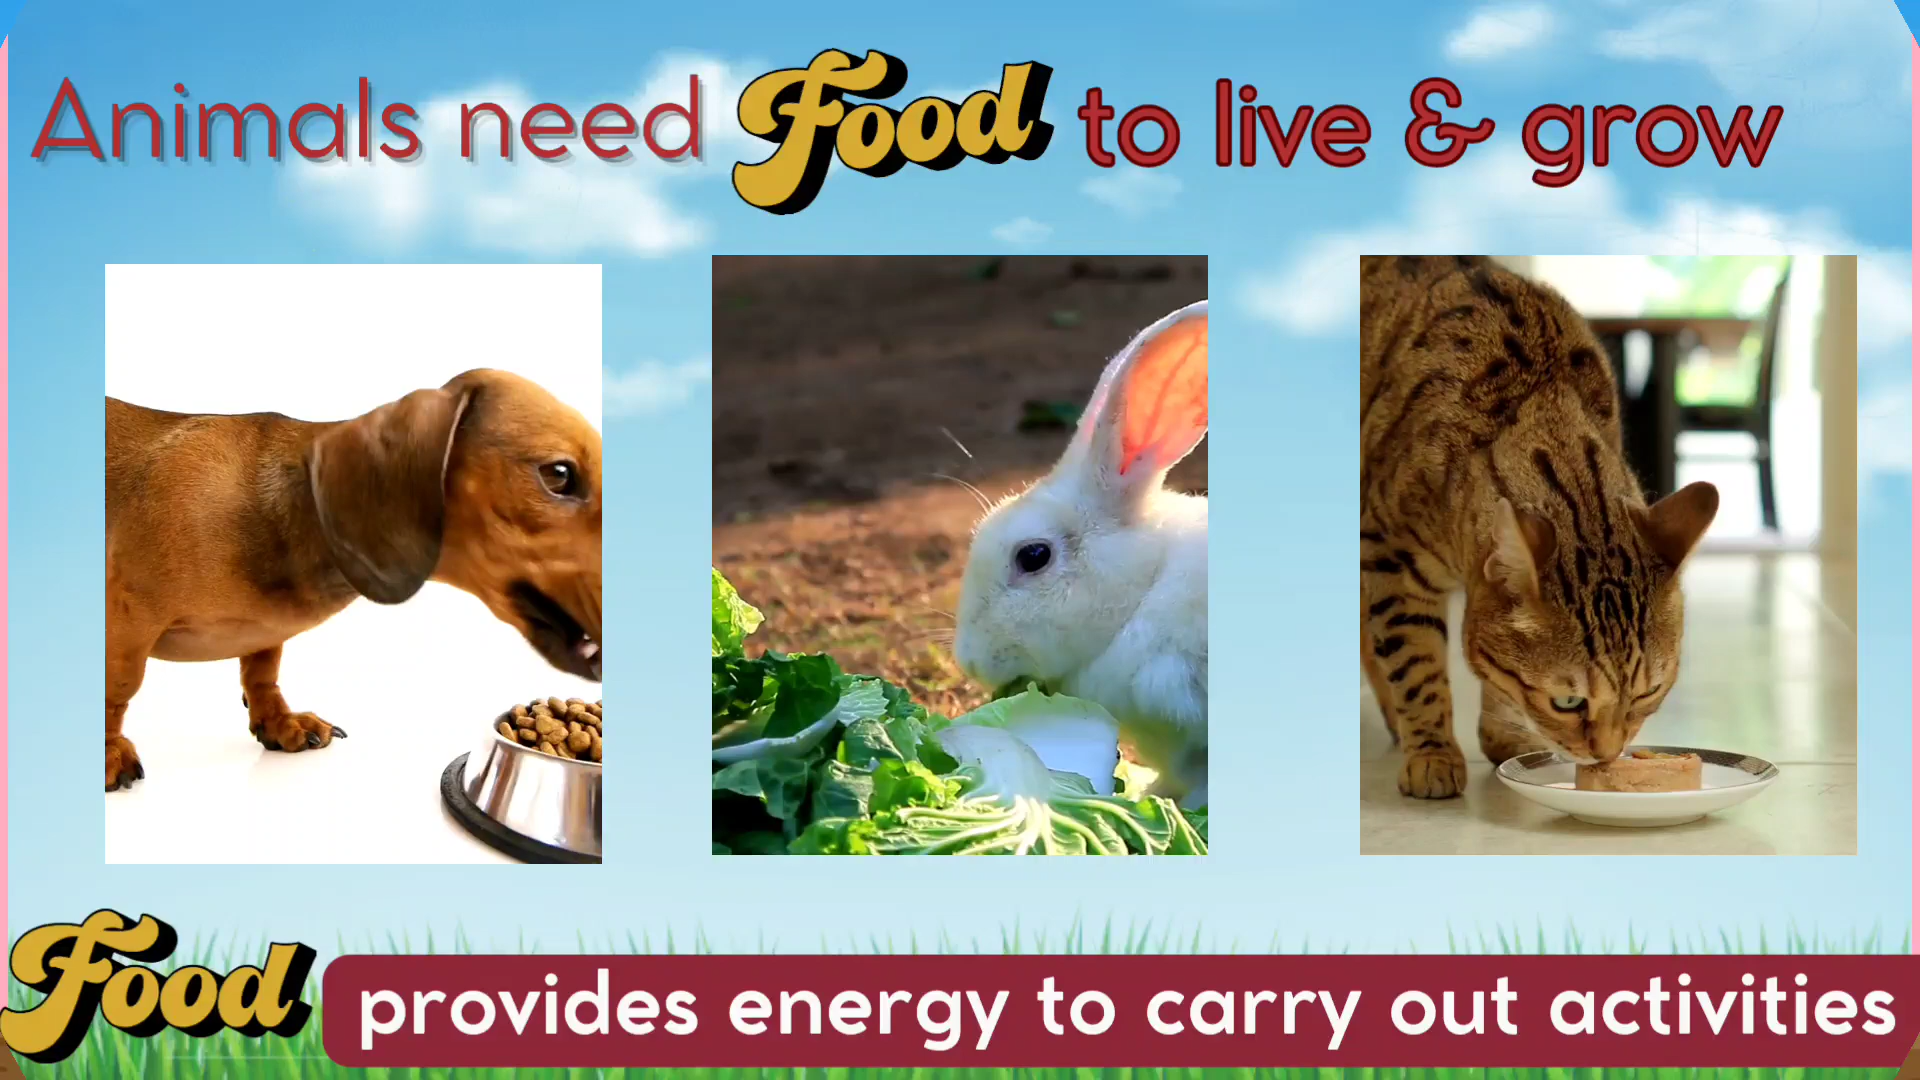 Animals need Food to live & grow
Food provides energy to carry out activities